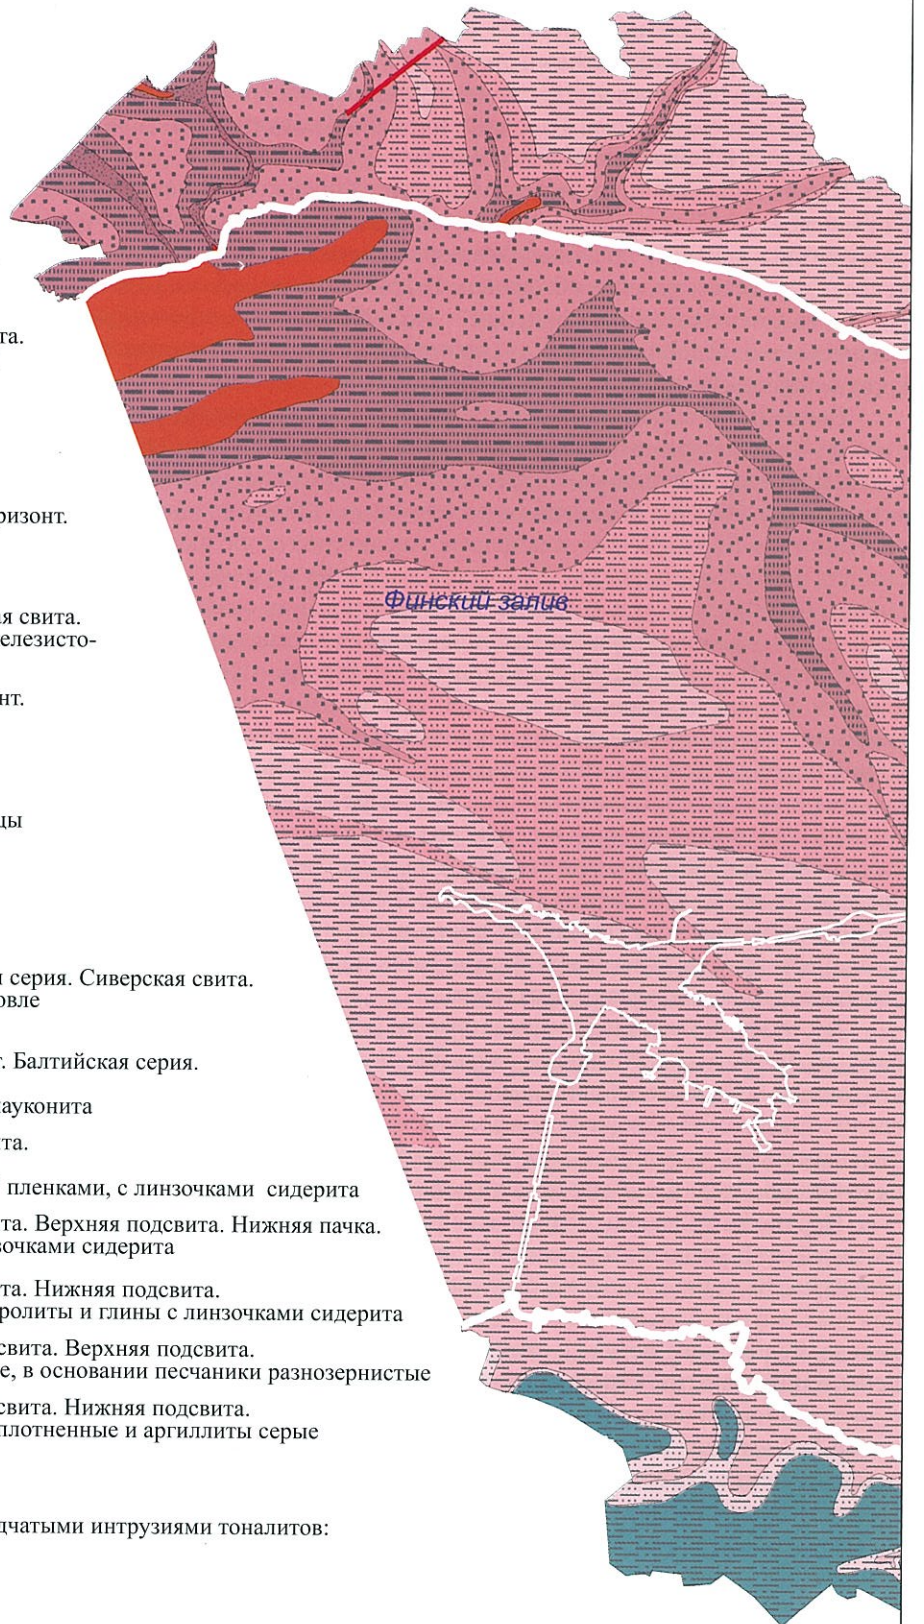 та.
ризонт.
ая свита.
елезисто-
нт.
цы
Финский залив
я серия. Сиверская свита.
овле
т. Балтийская серия.
лауконита
ита.
пленками, с линзочками сидерита
та. Верхняя подсвита. Нижняя пачка.
зочками сидерита
та. Нижняя подсвита.
ролиты и глины с линзочками сидерита
свита. Верхняя подсвита.
е, в основании песчаники разнозернистые
свита. Нижняя подсвита.
плотненные и аргиллиты серые
дчатыми интрузиями тоналитов: